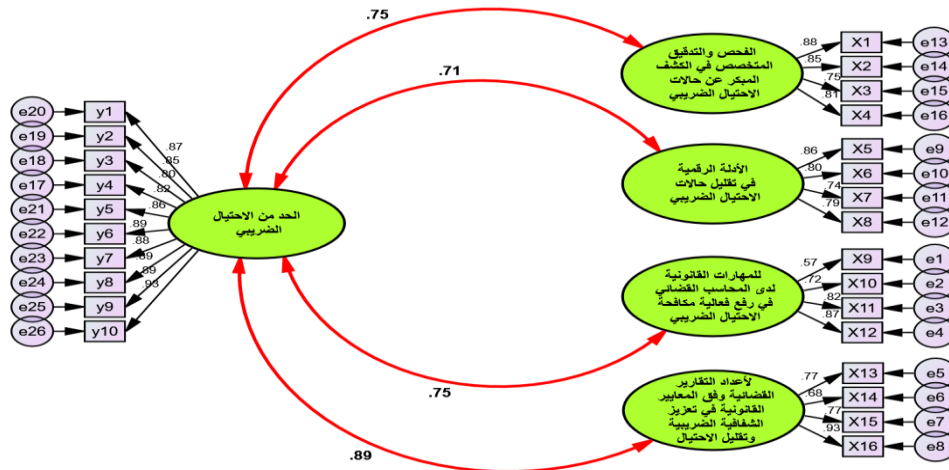 .75
.71
.75
.89
e20 y1 .87
e19 y2 .85
e18 y3 .80
e17 y4 .82
e21 y5 .86
e22 y6 .89
e23 y7 .88
e24 y8 .89
e25 y9 .89
e26 y10 .93
الحد من الاحتيال
الضريبي
الفحص والتدقيق
المتخصص في الكشف
المبكر عن حالات
الاحتيال الضريبي
.88 X1 e13
.85 X2 e14
.75 X3 e15
.81 X4 e16
الأدلة الرقمية
في تقليل حالات
الاحتيال الضريبي
.86 X5 e9
.80 X6 e10
.74 X7 e11
.79 X8 e12
للمهارات القانونية
لدى المحاسب القضائي
في رفع فعالية مكافحة
الاحتيال الضريبي
.57 X9 e1
.72 X10 e2
.82 X11 e3
.87 X12 e4
لأعداد التقارير
القضائية وفق المعايير
القانونية في تعزيز
الشفافية الضريبية
وتقليل الاحتيال
.77 X13 e5
.68 X14 e6
.77 X15 e7
.93 X16 e8